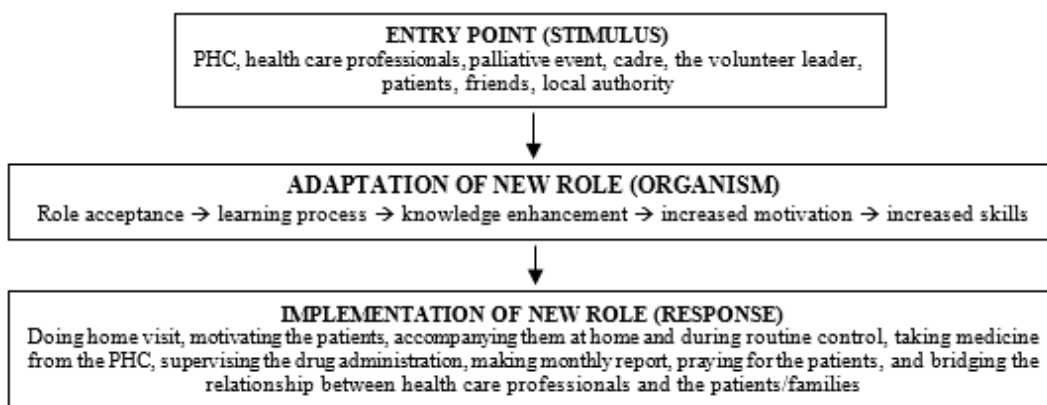 ENTRY POINT (STIMULUS)
PHC, health care professionals, palliative event, cadre, the volunteer leader,
patients, friends, local authority
ADAPTATION OF NEW ROLE (ORGANISM)
Role acceptance → learning process → knowledge enhancement → increased motivation → increased skills
IMPLEMENTATION OF NEW ROLE (RESPONSE)
Doing home visit, motivating the patients, accompanying them at home and during routine control, taking medicine
from the PHC, supervising the drug administration, making monthly report, praying for the patients, and bridging the
relationship between health care professionals and the patients/families